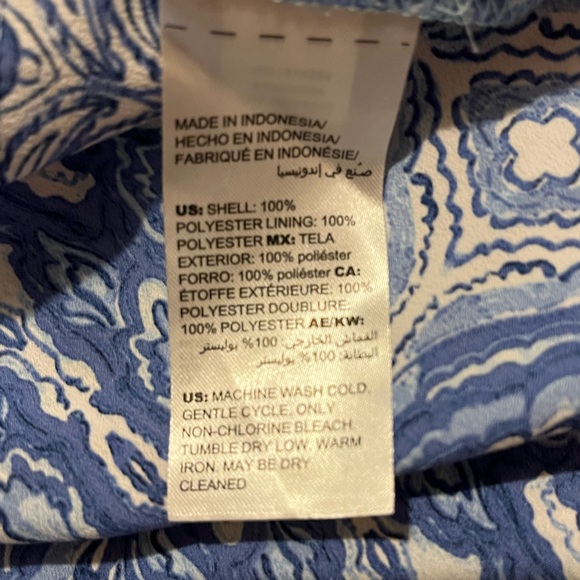 MADE IN INDONESIA/
HECHO EN INDONESIA/
FABRIQUÉ EN INDONÉSIE/
صنع في إندونيسيا
US: SHELL: 100%
POLYESTER LINING: 100%
POLYESTER MX: TELA
EXTERIOR: 100% poliéster
FORRO: 100% poliéster CA:
ÉTOFFE EXTÉRIEURE: 100%
POLYESTER DOUBLURE:
100% POLYESTER AE/KW:
القماش الخارجي: 100% بوليستر
البطانة: 100% بوليستر
US: MACHINE WASH COLD.
GENTLE CYCLE. ONLY
NON-CHLORINE BLEACH.
TUMBLE DRY LOW. WARM
IRON. MAY BE DRY
CLEANED